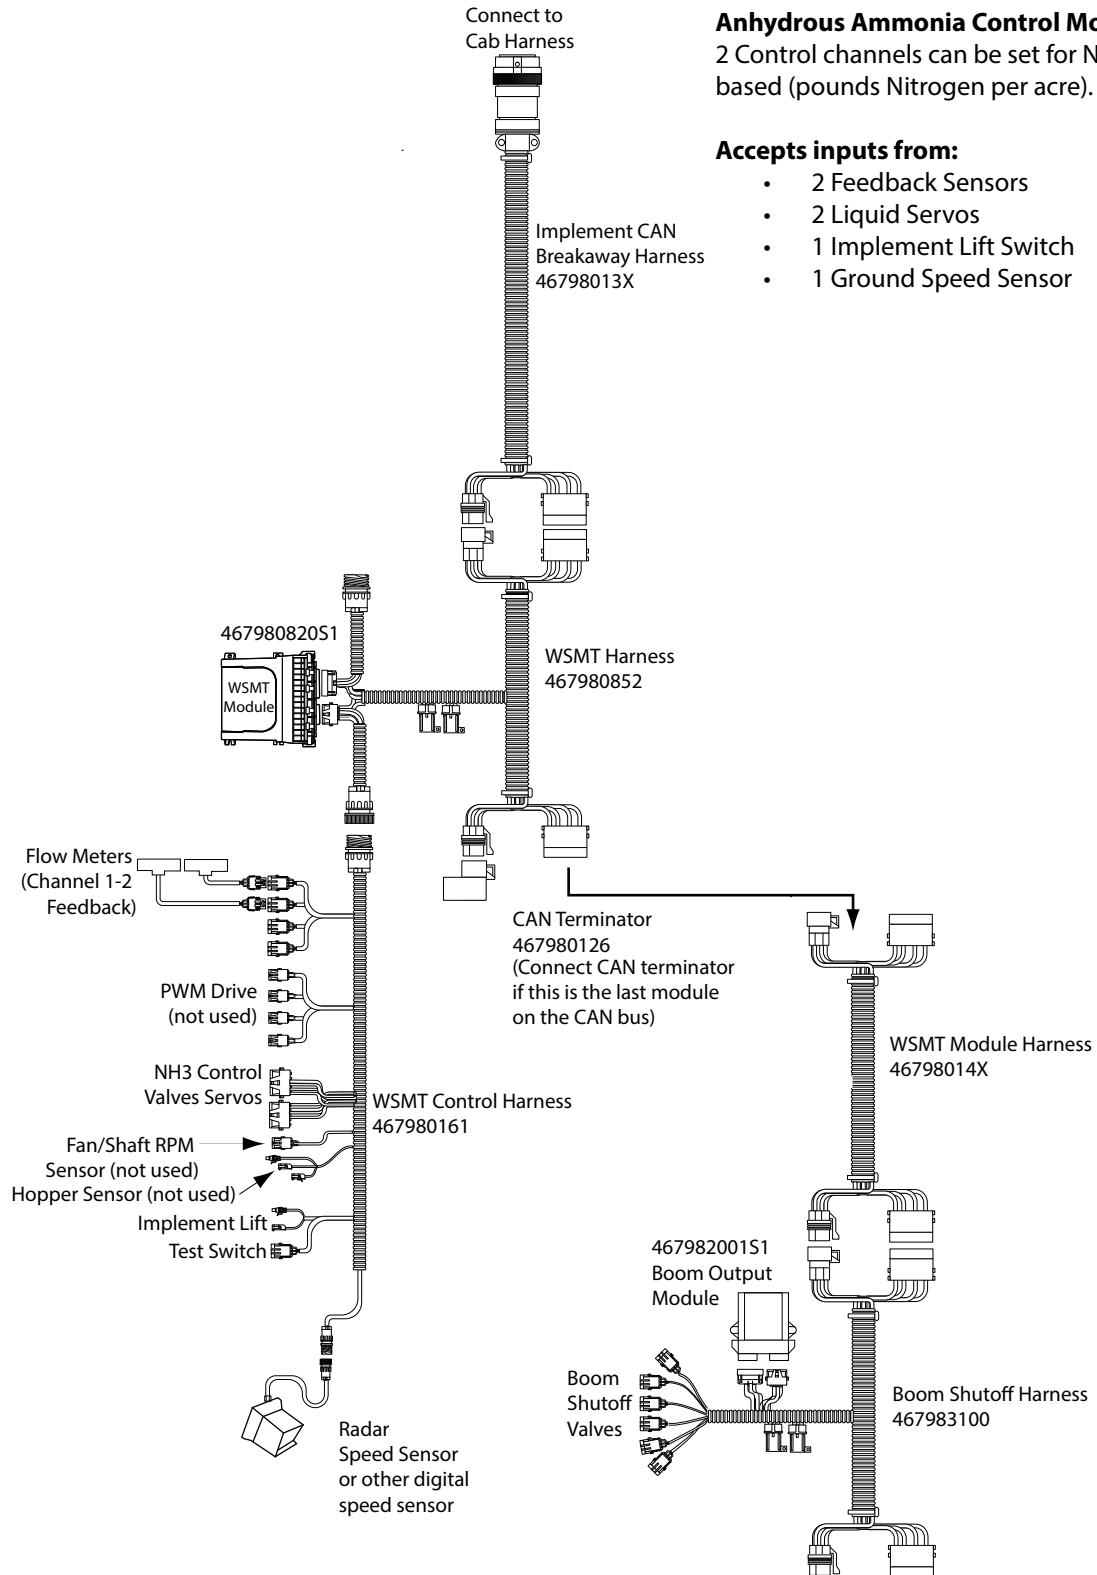 Connect to
Cab Harness
Anhydrous Ammonia Control Mo
2 Control channels can be set for N
based (pounds Nitrogen per acre).
Accepts inputs from:
• 2 Feedback Sensors
• 2 Liquid Servos
• 1 Implement Lift Switch
• 1 Ground Speed Sensor
Implement CAN
Breakaway Harness
46798013X
467980820S1
WSMT
Module
WSMT Harness
467980852
Flow Meters
(Channel 1-2
Feedback)
CAN Terminator
467980126
(Connect CAN terminator
if this is the last module
on the CAN bus)
PWM Drive
(not used)
WSMT Module Harness
46798014X
NH3 Control
Valves Servos
WSMT Control Harness
467980161
Fan/Shaft RPM
Sensor (not used)
Hopper Sensor (not used)
Implement Lift
Test Switch
467982001S1
Boom Output
Module
Boom
Shutoff
Valves
Boom Shutoff Harness
467983100
Radar
Speed Sensor
or other digital
speed sensor